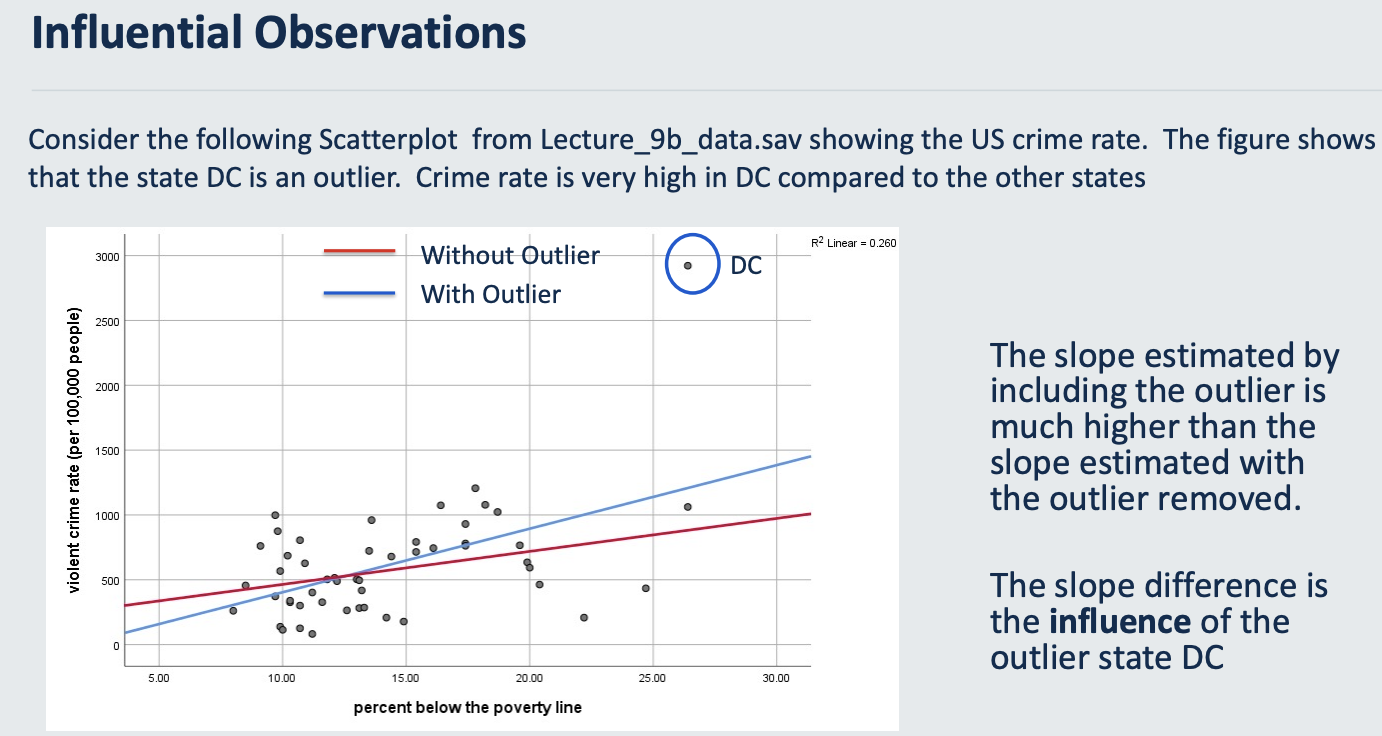 Influential Observations
Consider the following Scatterplot  from Lecture_9b_data.sav showing the US crime rate.  The figure shows
that the state DC is an outlier.  Crime rate is very high in DC compared to the other states
R² Linear = 0.260
Without Outlier
With Outlier
DC
violent crime rate (per 100,000 people)
3000
2500
2000
1500
1000
500
0
5.00 10.00 15.00 20.00 25.00 30.00
percent below the poverty line
The slope estimated by
including the outlier is
much higher than the
slope estimated with
the outlier removed.
The slope difference is
the influence of the
outlier state DC